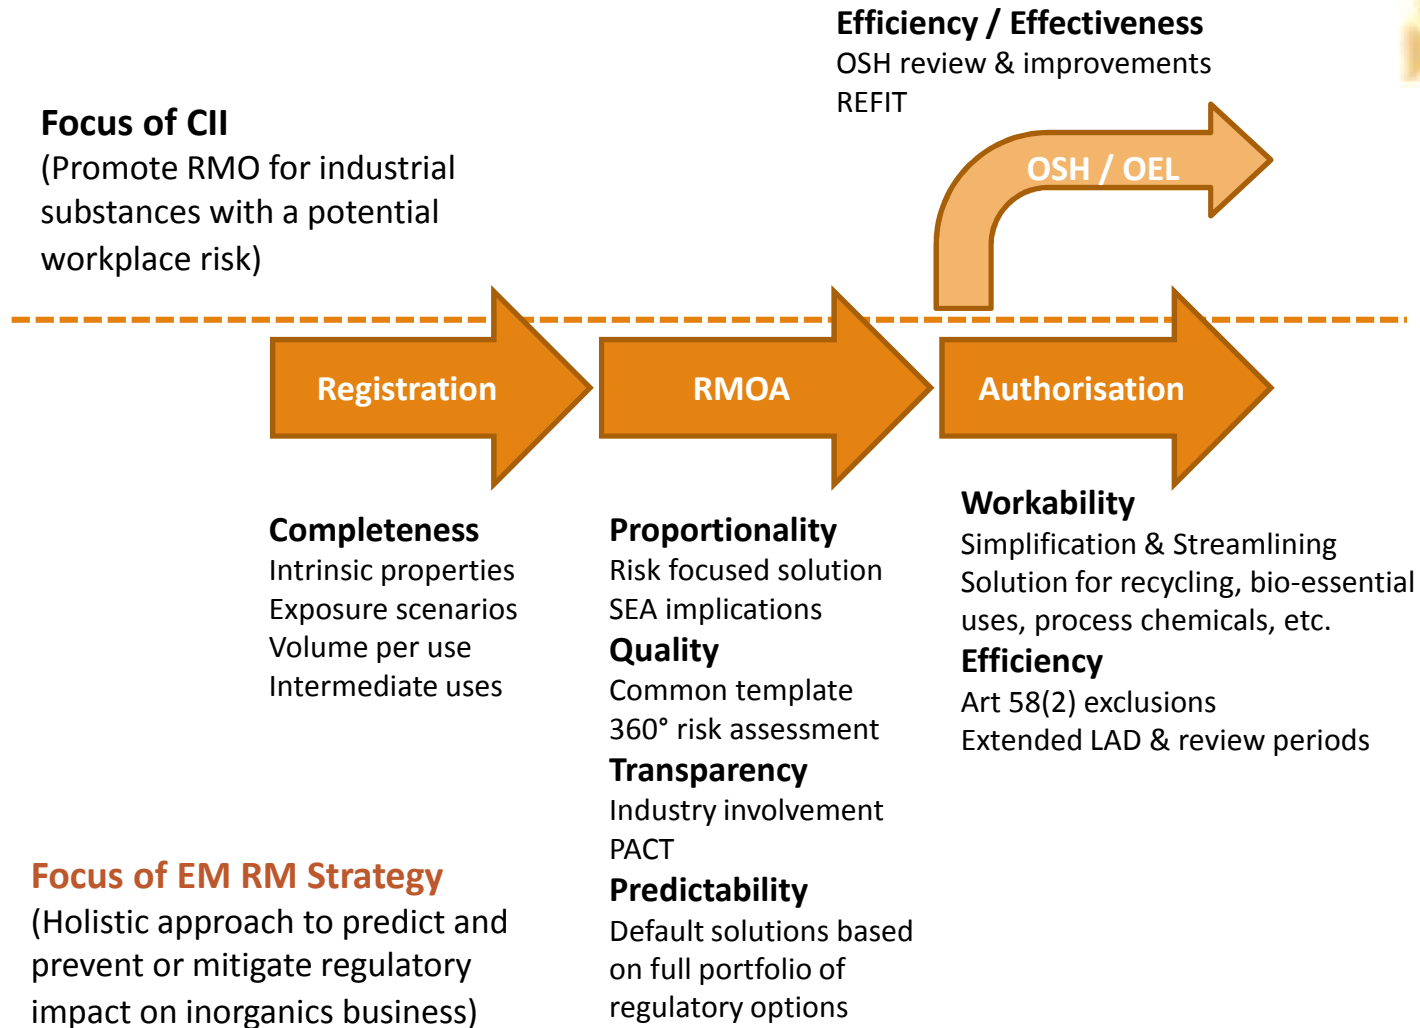 Efficiency / Effectiveness
OSH review & improvements
REFIT
Focus of CII
(Promote RMO for industrial
substances with a potential
workplace risk)
OSH / OEL
Registration
RMOA
Authorisation
Completeness
Intrinsic properties
Exposure scenarios
Volume per use
Intermediate uses
Proportionality
Risk focused solution
SEA implications
Quality
Common template
360° risk assessment
Transparency
Industry involvement
PACT
Predictability
Default solutions based
on full portfolio of
regulatory options
Workability
Simplification & Streamlining
Solution for recycling, bio-essential
uses, process chemicals, etc.
Efficiency
Art 58(2) exclusions
Extended LAD & review periods
Focus of EM RM Strategy
(Holistic approach to predict and
prevent or mitigate regulatory
impact on inorganics business)